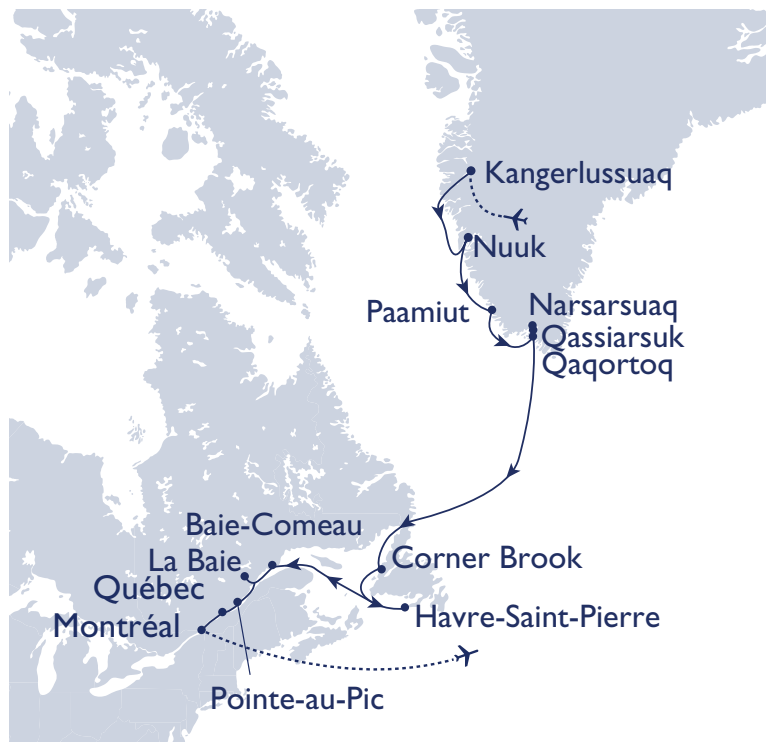 Kangerlussuaq
Nuuk
Paamiut
Narsarsuaq
Qassiarsuk
Qaqortoq
Baie-Comeau
La Baie
Corner Brook
Québec
Havre-Saint-Pierre
Montréal
Pointe-au-Pic